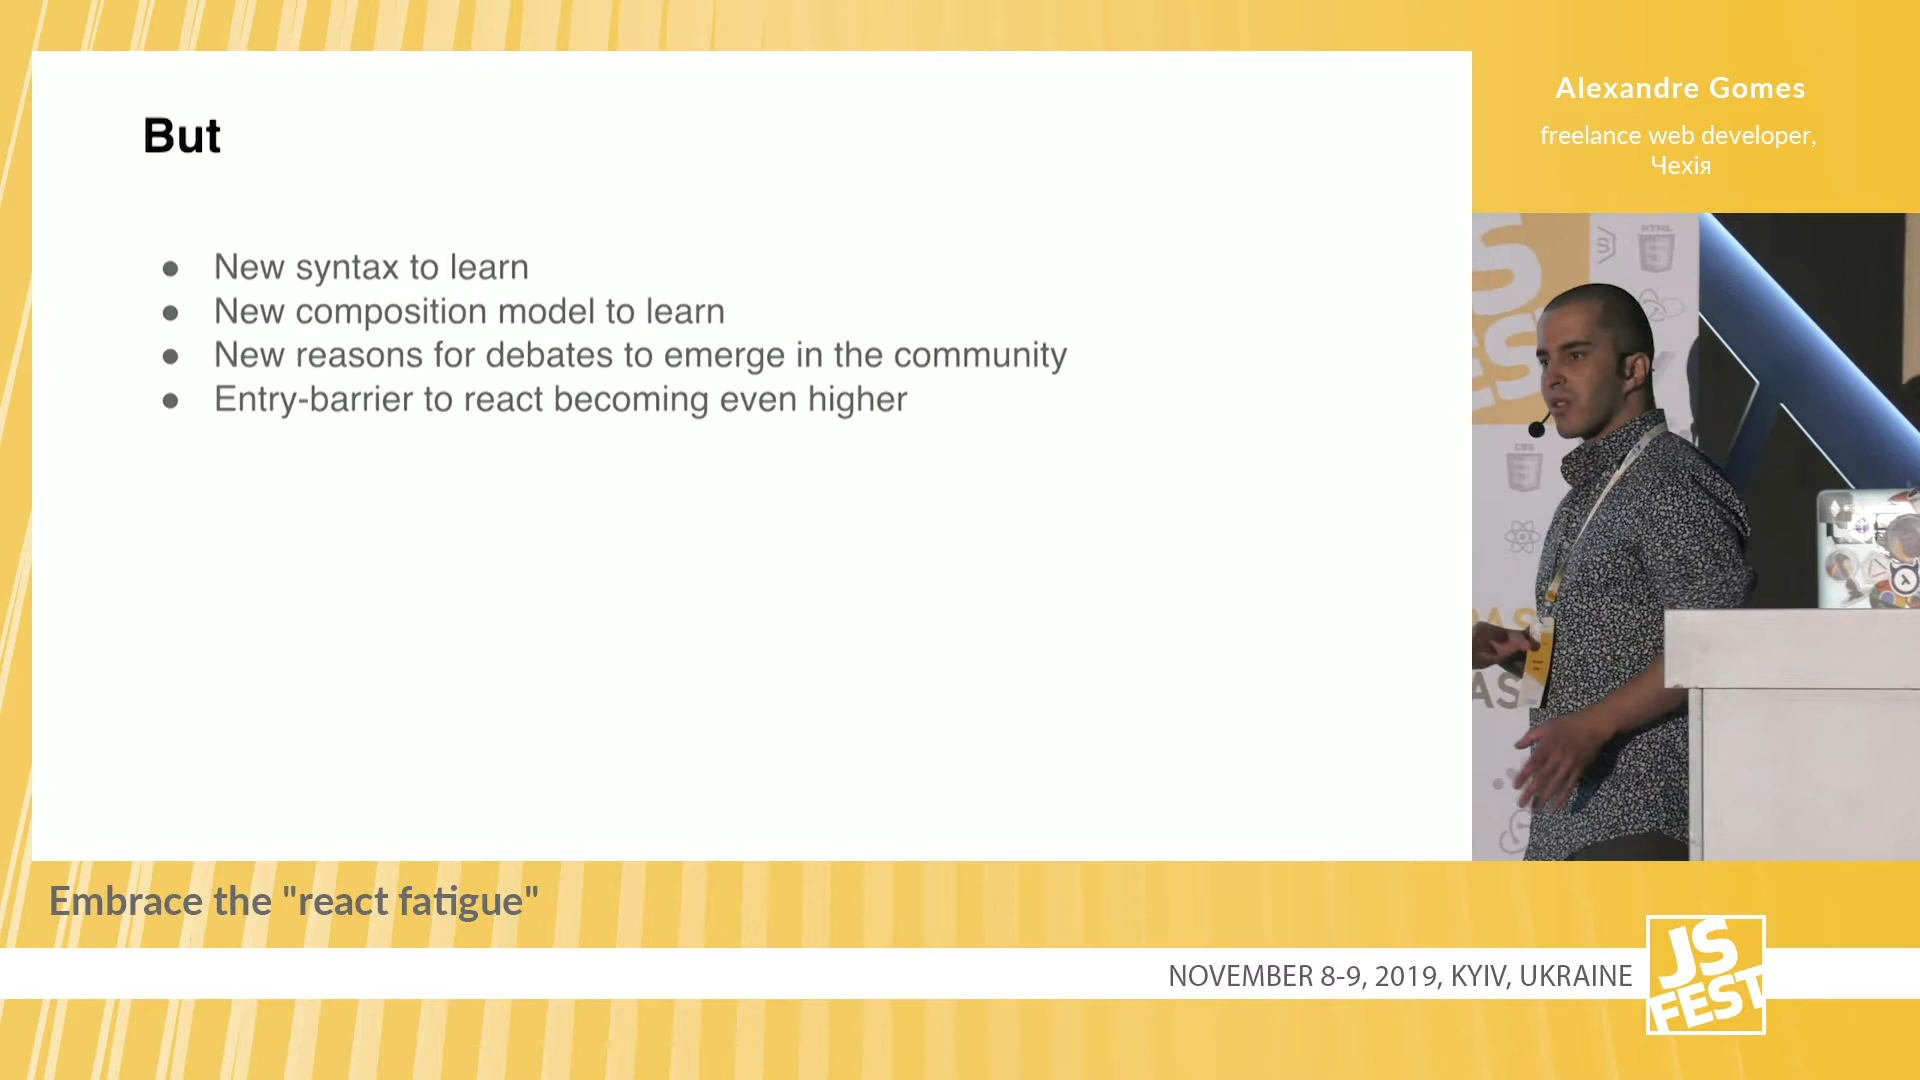 But
● New syntax to learn
● New composition model to learn
● New reasons for debates to emerge in the community
● Entry-barrier to react becoming even higher
Alexandre Gomes
freelance web developer,
Чехія
HTML
CSS
Embrace the "react fatigue"
NOVEMBER 8-9, 2019, KYIV, UKRAINE
JS
FEST